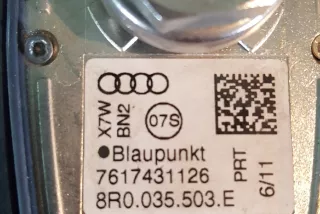 X7W
BN2
07S
Blaupunkt
7617431126
8R0.035.503.E
PRT
6/11